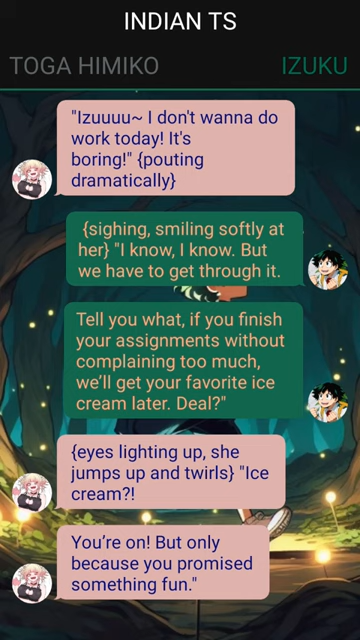 INDIAN TS
TOGA HIMIKO IZUKU
"Izuuuu~ I don't wanna do
work today! It's
boring!" {pouting
dramatically}
{sighing, smiling softly at
her} "I know, I know. But
we have to get through it.
Tell you what, if you finish
your assignments without
complaining too much,
we'll get your favorite ice
cream later. Deal?"
{eyes lighting up, she
jumps up and twirls} "Ice
cream?!
You're on! But only
because you promised
something fun."